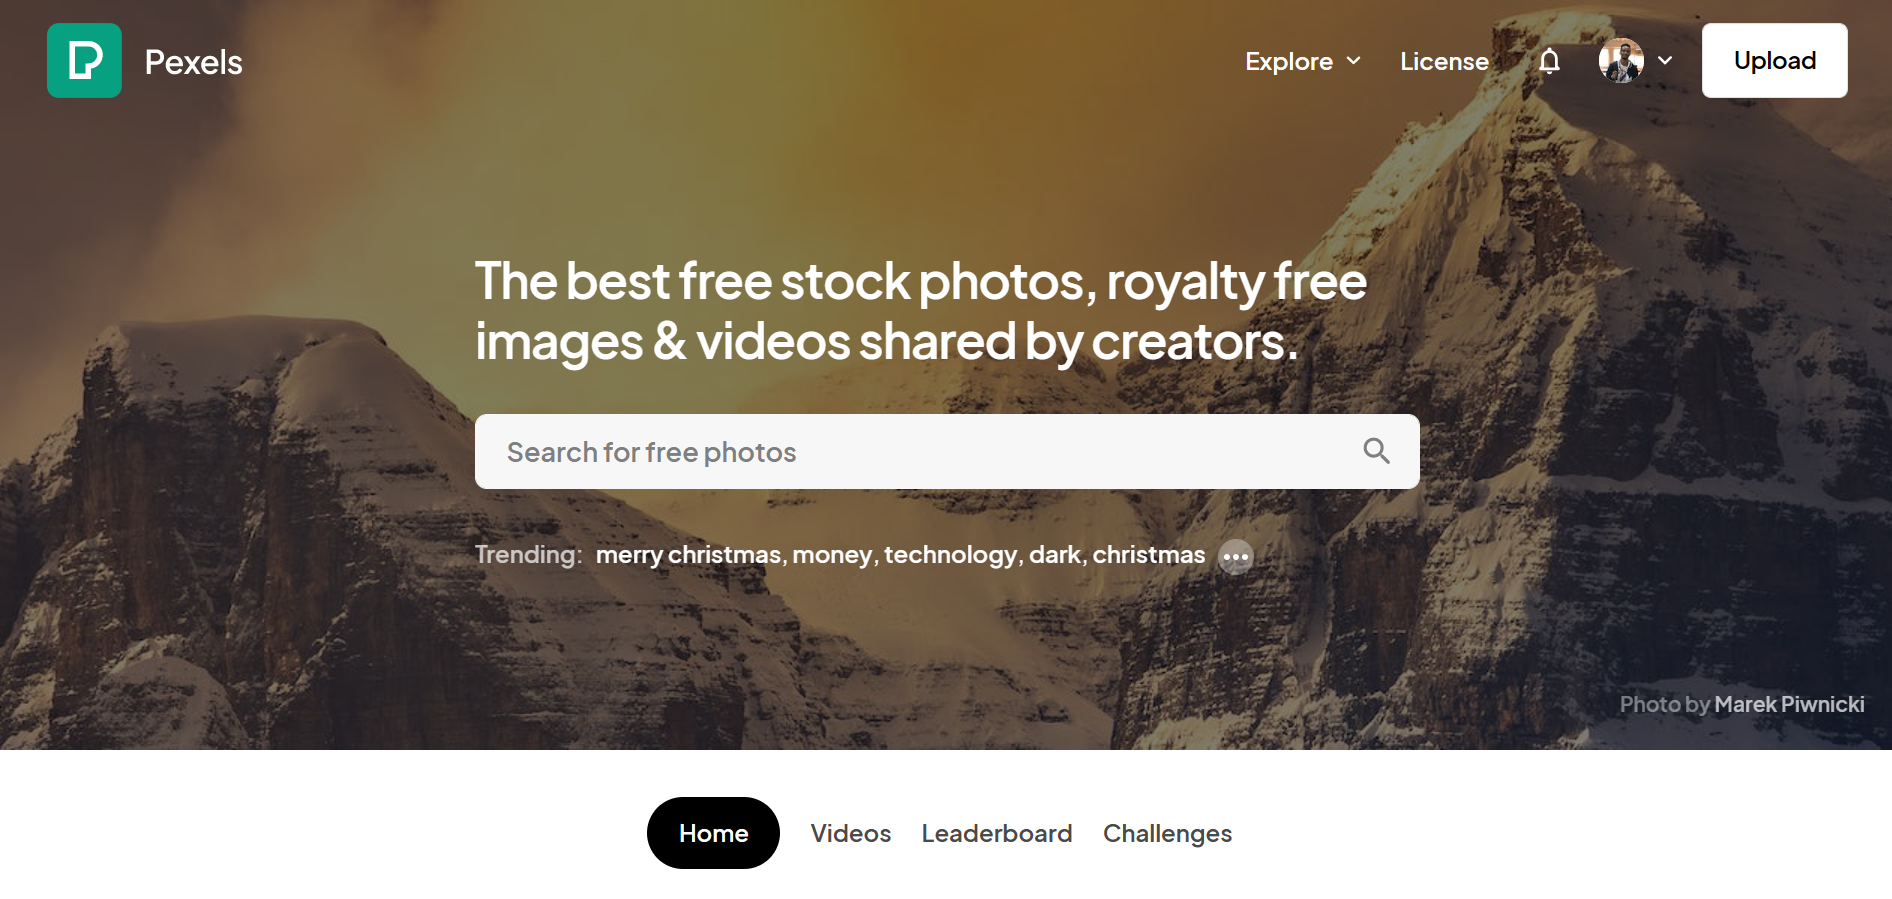 Pexels
Explore
License
Upload
The best free stock photos, royalty free
images & videos shared by creators.
Search for free photos
Trending: merry christmas, money, technology, dark, christmas
Photo by Marek Piwnicki
Home
Videos
Leaderboard
Challenges